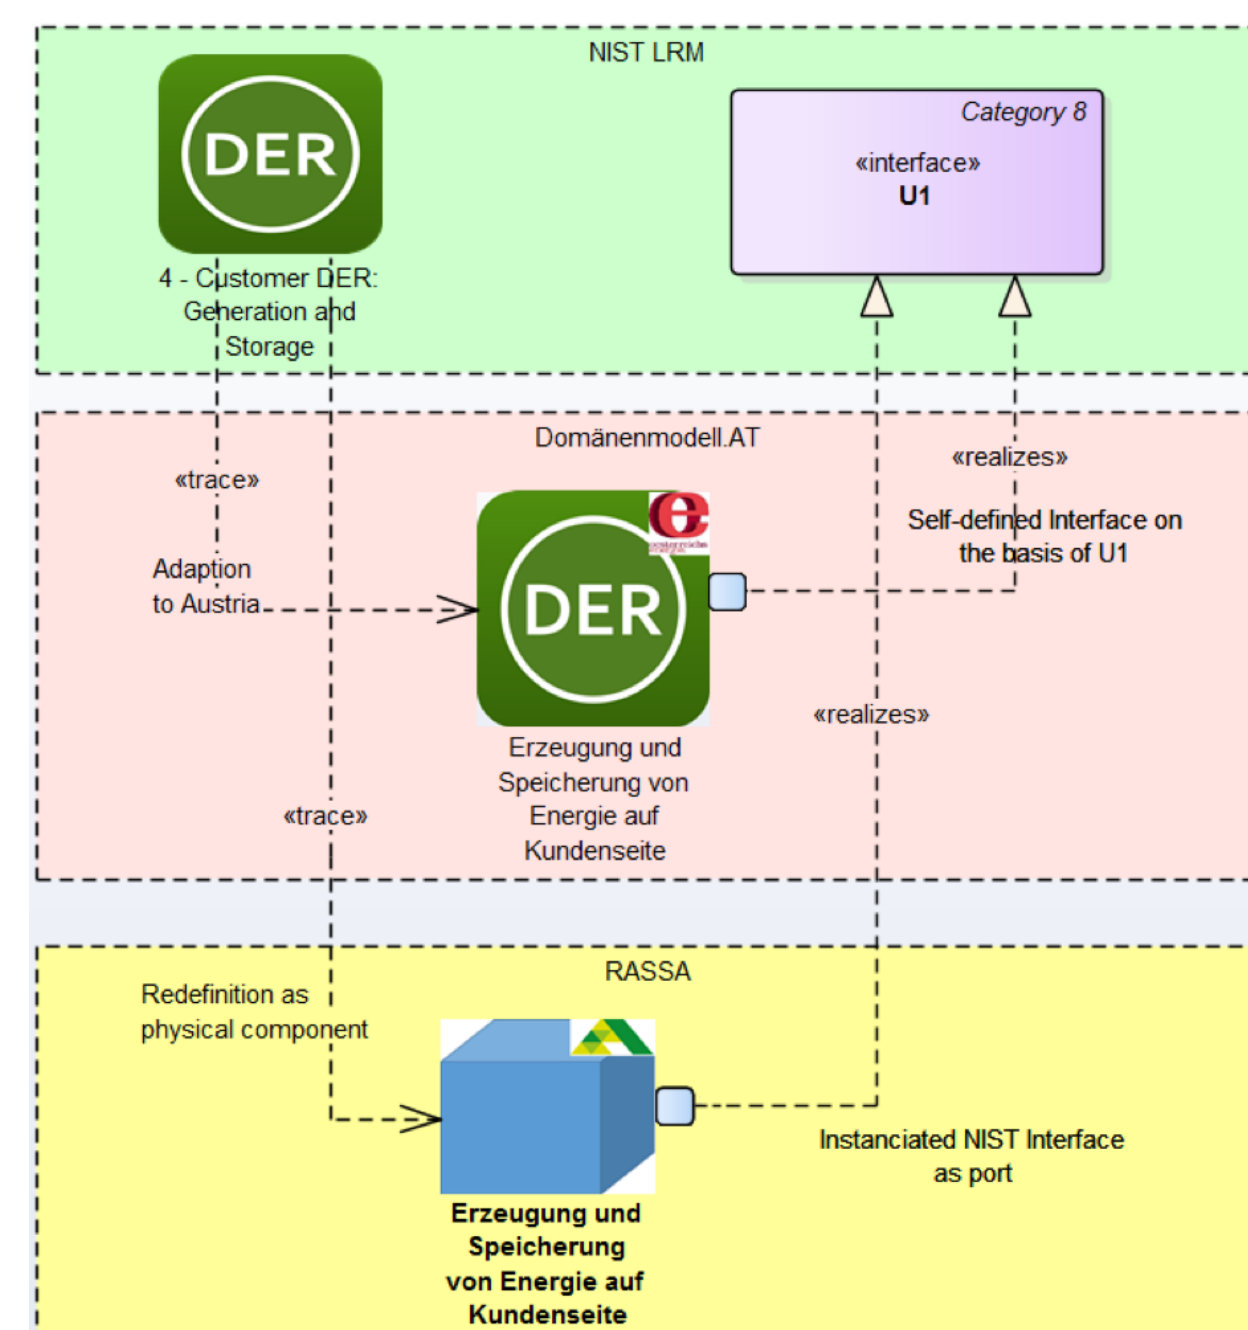 NIST LRM
DER
4 - Customer DER:
Generation and
Storage
Category 8
«interface»
U1
Domänenmodell.AT
«trace»
Adaption
to Austria
e
oesterreichs
energie
DER
Erzeugung und
Speicherung von
Energie auf
Kundenseite
«realizes»
Self-defined Interface on
the basis of U1
«realizes»
«trace»
RASSA
Redefinition as
physical component
Erzeugung und
Speicherung
von Energie auf
Kundenseite
Instanciated NIST Interface
as port